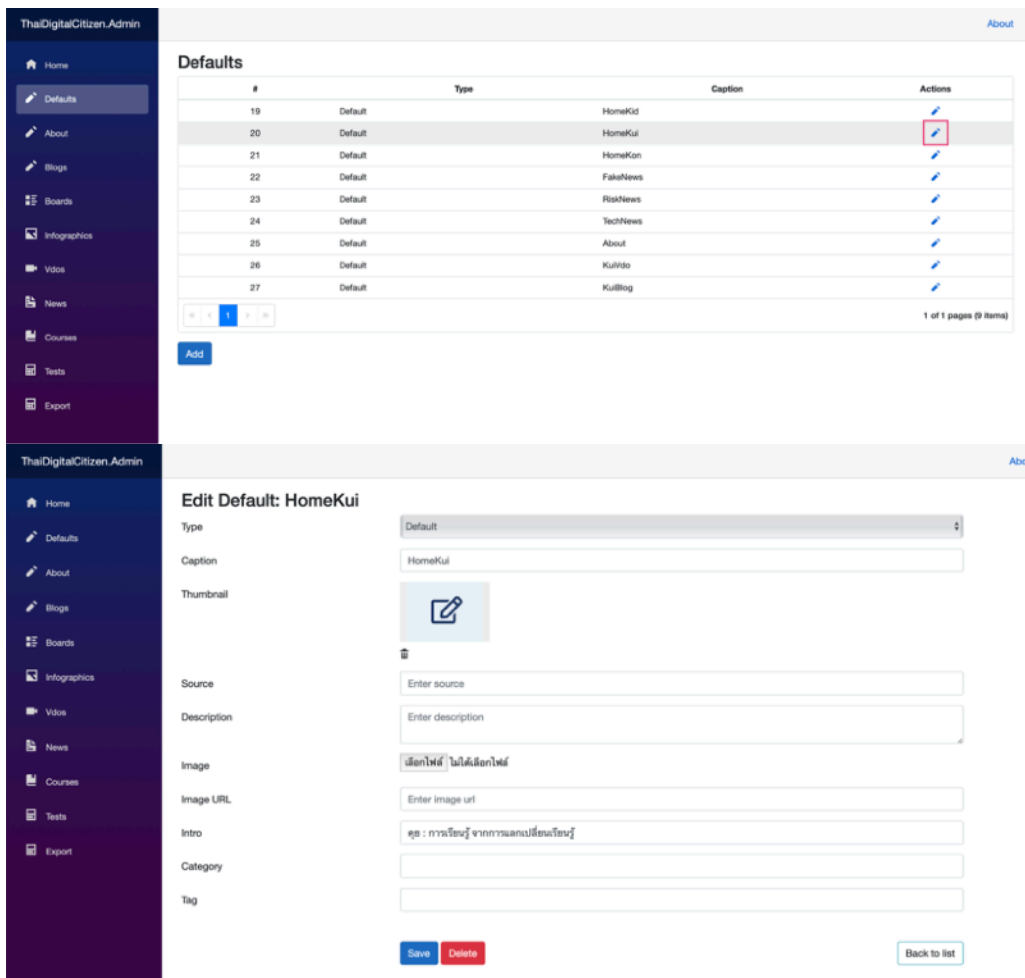 ThaiDigitalCitizen.Admin
About
Home
Defaults
About
Blogs
Boards
Infographics
Vdos
News
Courses
Tests
Export
Defaults
# Type Caption Actions
19 Default HomeKid
20 Default HomeKui
21 Default HomeKon
22 Default FakeNews
23 Default RiskNews
24 Default TechNews
25 Default About
26 Default KuiVdo
27 Default KuiBlog
« ‹ 1 › »
1 of 1 pages (9 items)
Add
ThaiDigitalCitizen.Admin
Abo
Home
Defaults
About
Blogs
Boards
Infographics
Vdos
News
Courses
Tests
Export
Edit Default: HomeKui
Type Default
Caption HomeKui
Thumbnail
Source Enter source
Description Enter description
Image เลือกไฟล์ ไม่ได้เลือกไฟล์
Image URL Enter image url
Intro คุย : การเรียนรู้ จากการแลกเปลี่ยนเรียนรู้
Category
Tag
Save Delete Back to list